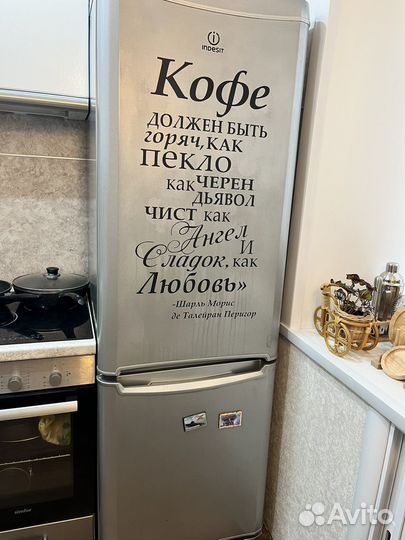 INDESIT
Кофе
ДОЛЖЕН БЫТЬ
горяч, КАК
ПЕКЛО
как ЧЕРЕН
ДЬЯВОЛ
ЧИСТ как
Ангел
и
Сладок, как
Любовь»
-Шарль Морис
де Талейран Перигор
simfer
Avito